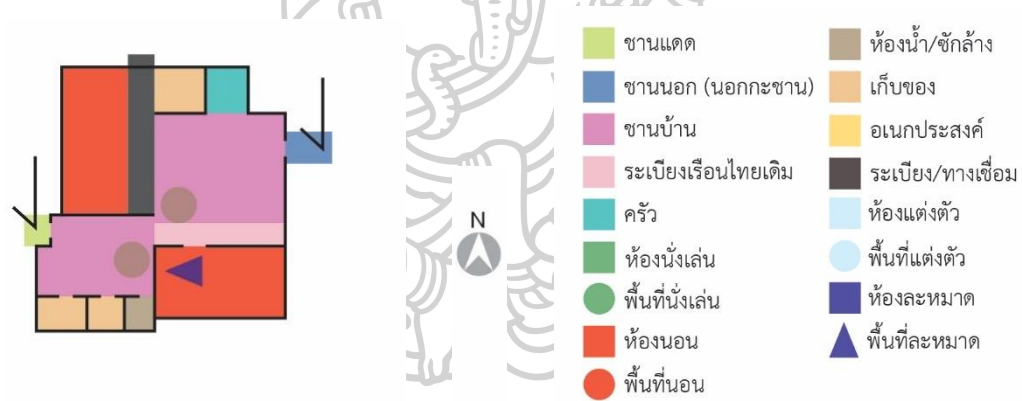 N
ชานแดด
ชานนอก (นอกกะชาน)
ชานบ้าน
ระเบียงเรือนไทยเดิม
ครัว
ห้องนั่งเล่น
พื้นที่นั่งเล่น
ห้องนอน
พื้นที่นอน
ห้องน้ำ/ซักล้าง
เก็บของ
อเนกประสงค์
ระเบียง/ทางเชื่อม
ห้องแต่งตัว
พื้นที่แต่งตัว
ห้องละหมาด
พื้นที่ละหมาด